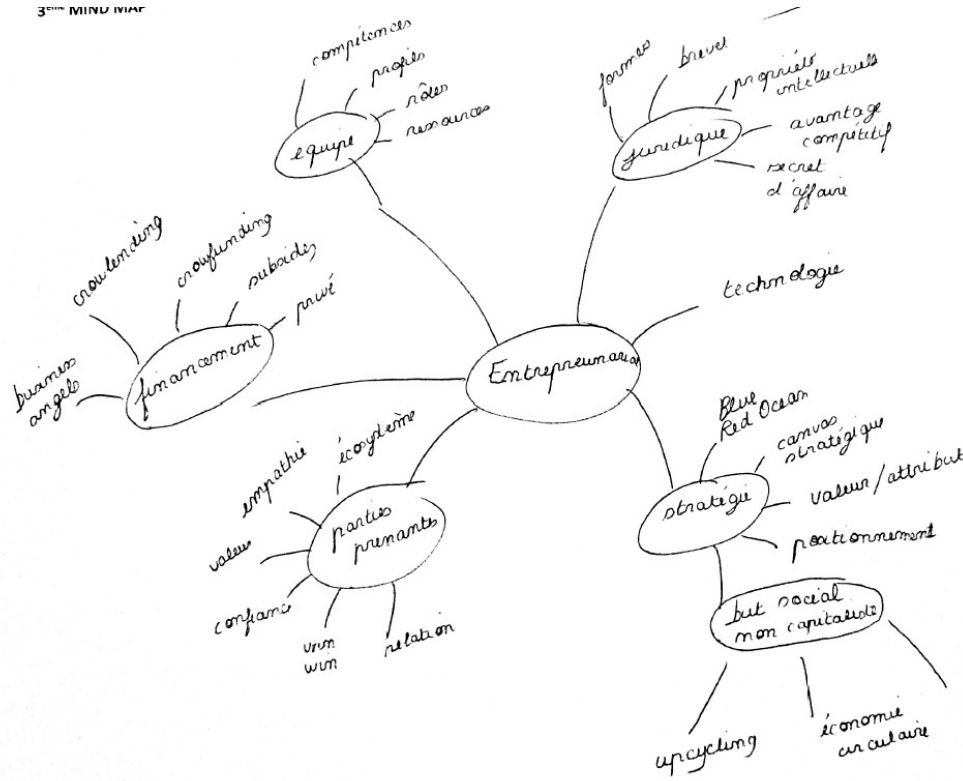 3ème MIND MAP
compétences
profils
rôles
ressources
équipe
formes
brevet
propriété
intellectuelle
avantage
compétitif
secret
d'affaire
juridique
technologie
crowlending
crowfunding
subsides
privé
business
angels
financement
Entrepreunariat
Blue
Red Ocean
canvas
stratégique
valeur/attribut
positionnement
stratégie
empathie
écosystème
parties
prenantes
valeur
confiance
win
win
relation
but social
non capitaliste
upcycling
économie
circulaire